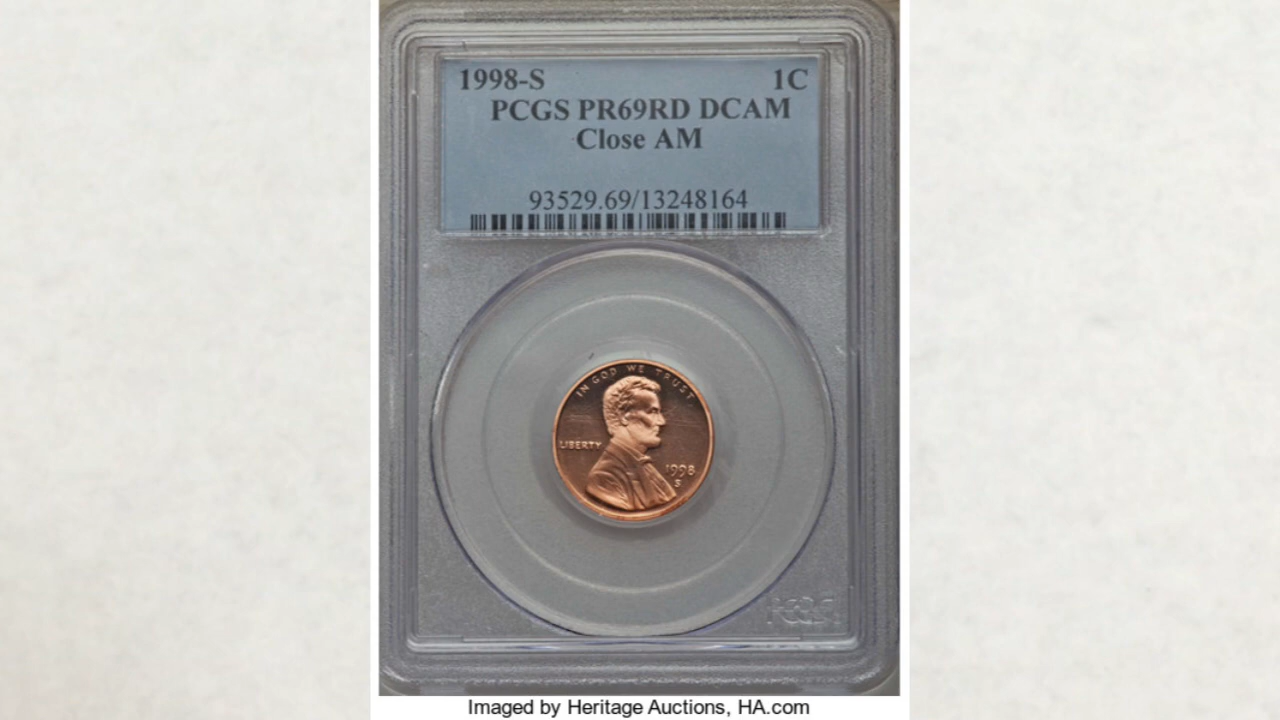 1998-S 1C
PCGS PR69RD DCAM
Close AM
93529.69/13248164
IN GOD WE TRUST
LIBERTY
1998
S
PCGS
Imaged by Heritage Auctions, HA.com